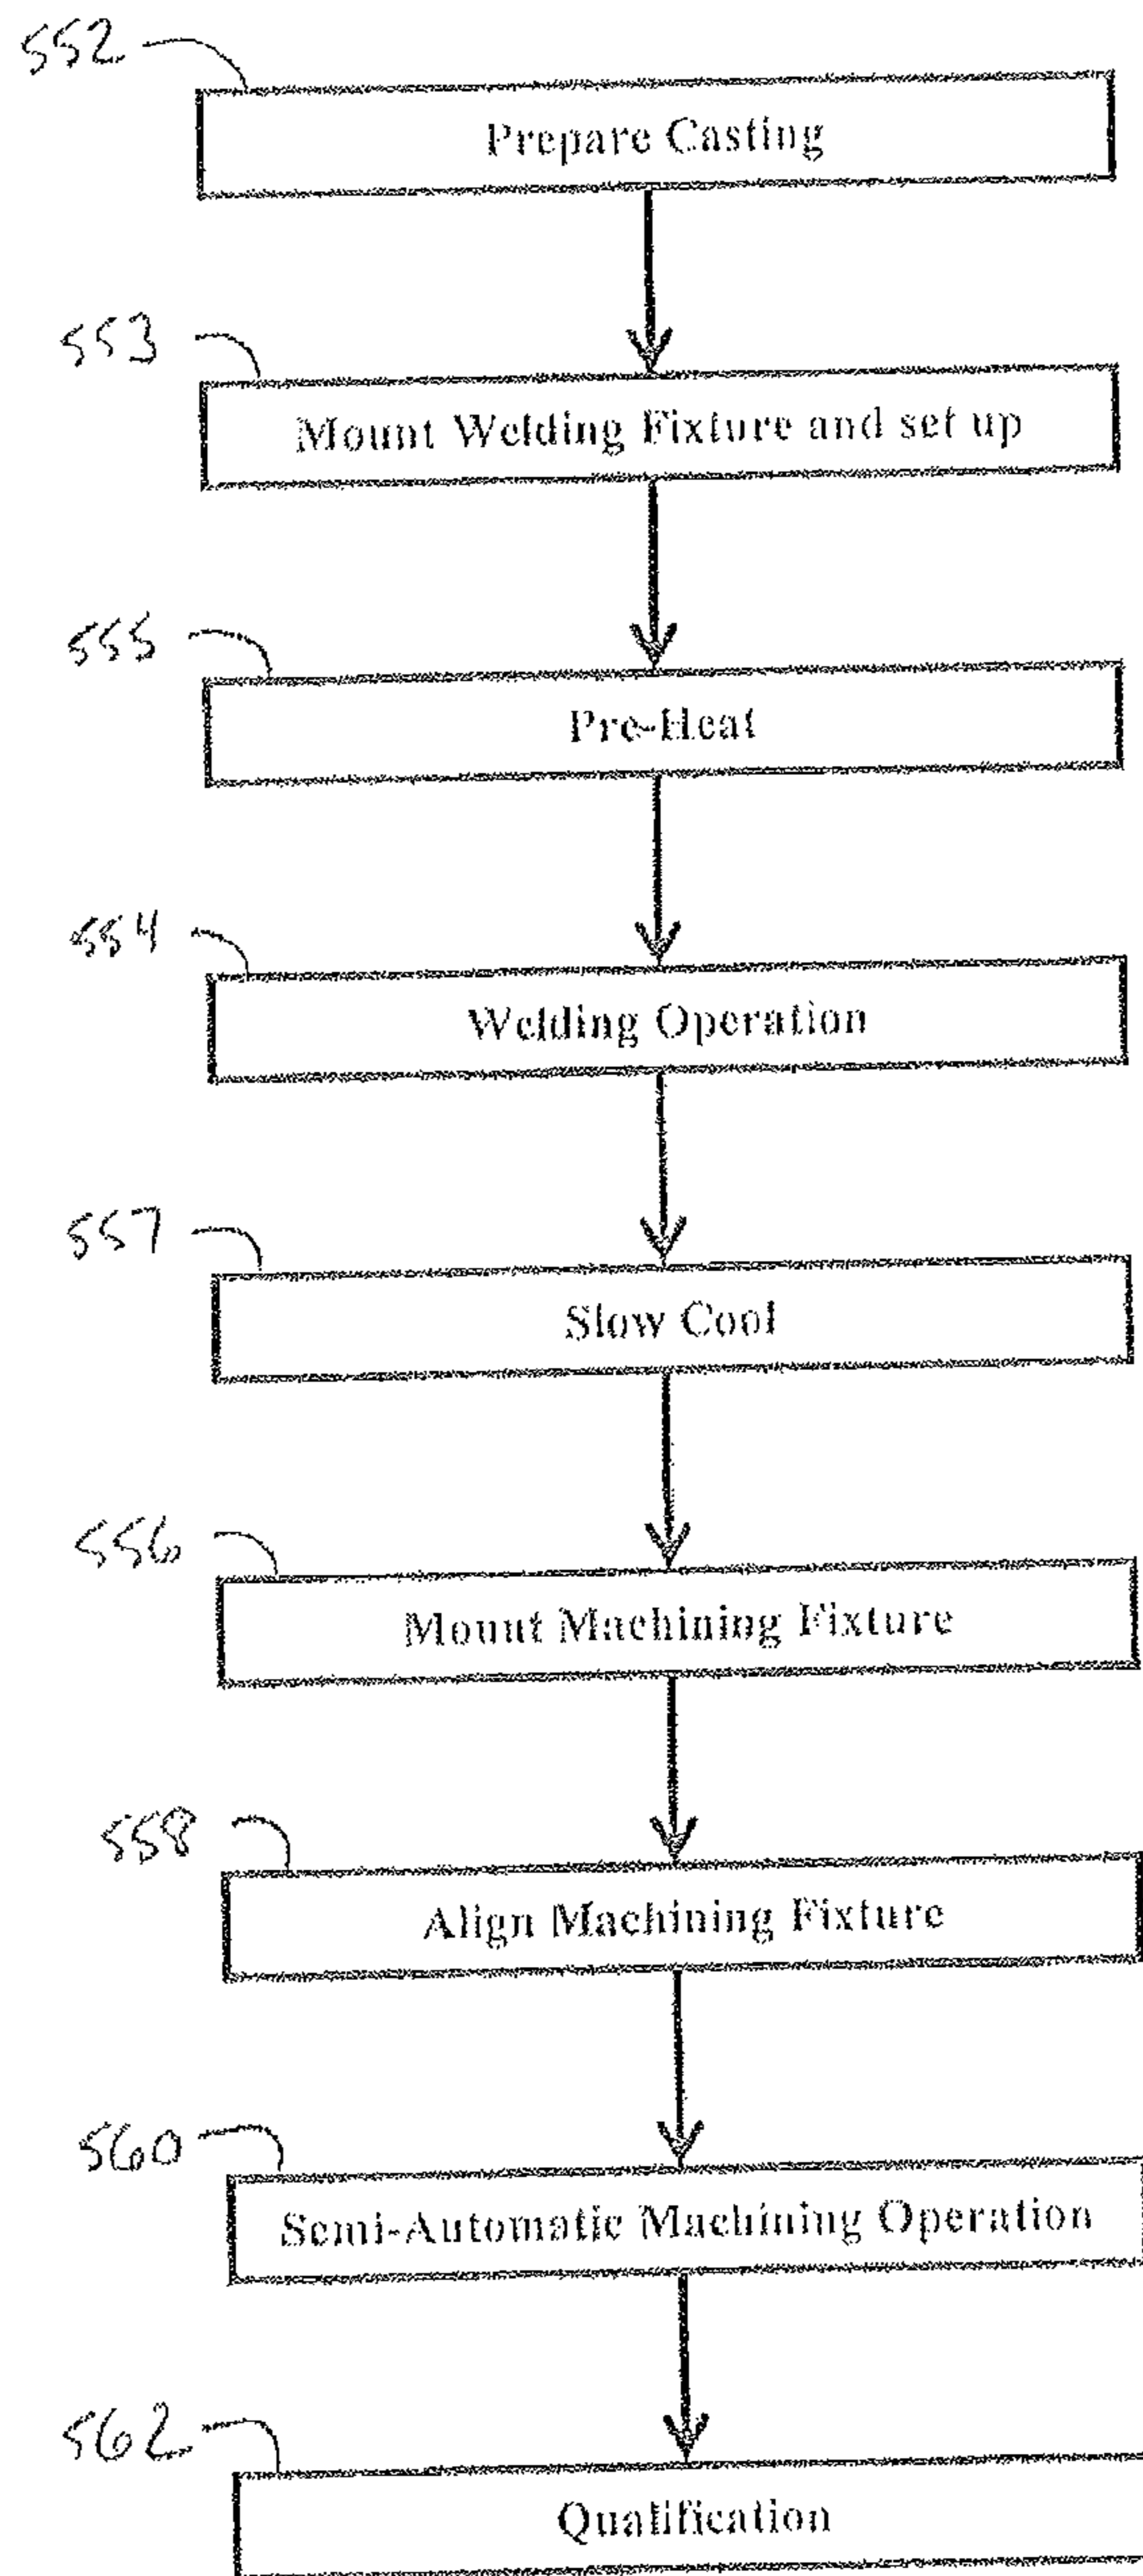 552
Prepare Casting
553
Mount Welding Fixture and set up
555
Pre-Heat
554
Welding Operation
557
Slow Cool
556
Mount Machining Fixture
558
Align Machining Fixture
560
Semi-Automatic Machining Operation
562
Qualification